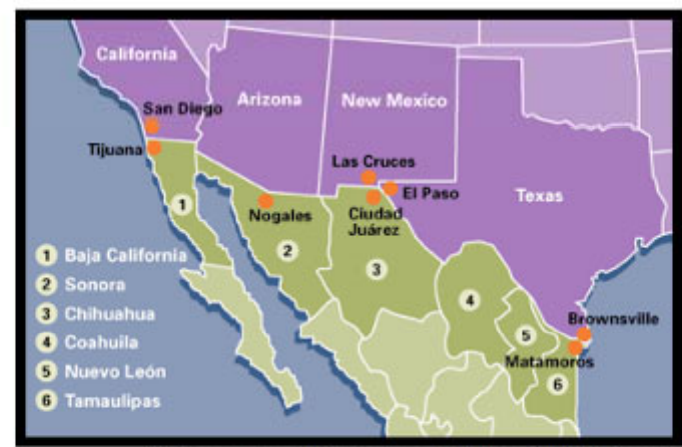 California
Arizona
New Mexico
San Diego
Tijuana
Las Cruces
El Paso
Texas
Nogales
Ciudad
Juárez
1
2
3
4
5
6
Brownsville
Matamoros
1 Baja California
2 Sonora
3 Chihuahua
4 Coahuila
5 Nuevo León
6 Tamaulipas